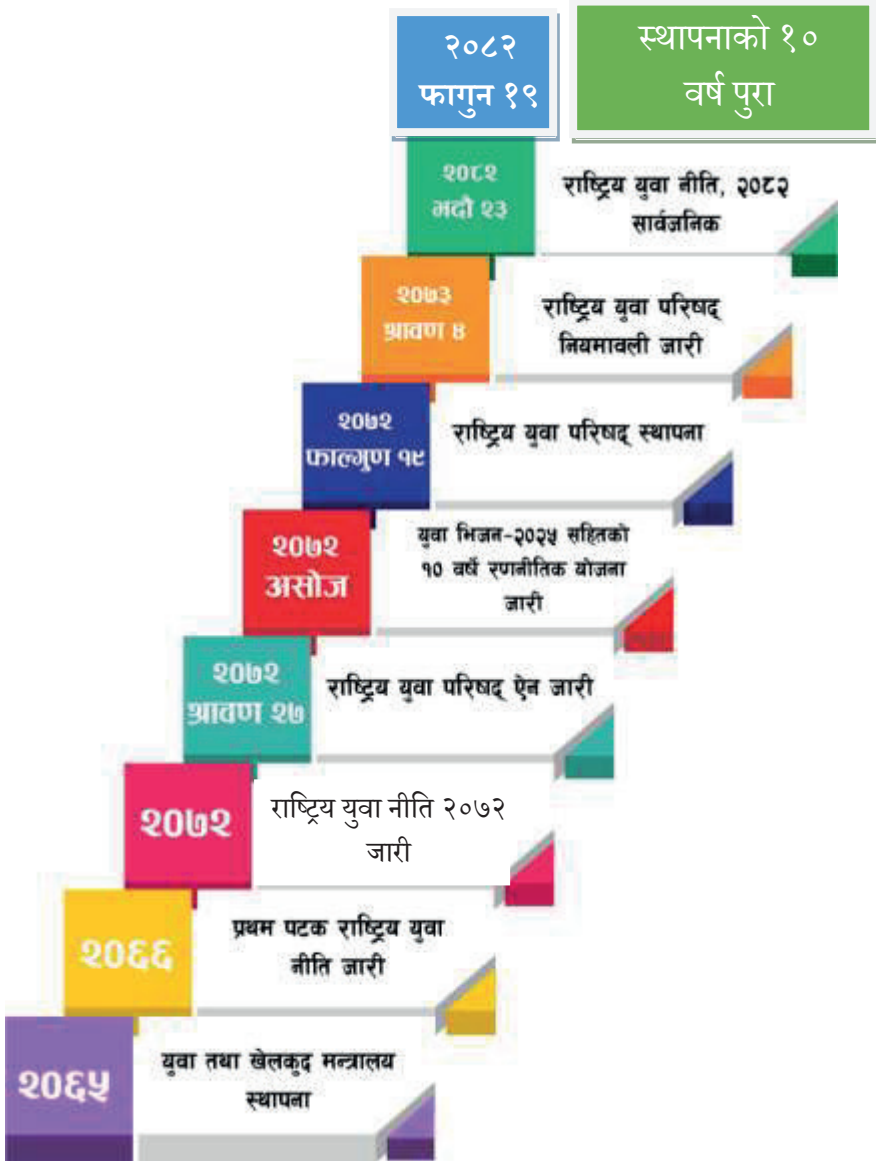 २०८२
फागुन १९
स्थापनाको १०
वर्ष पुरा
२०८२
भदौ २३
राष्ट्रिय युवा नीति, २०८२
सार्वजनिक
२०७३
श्रावण ४
राष्ट्रिय युवा परिषद्
नियमावली जारी
२०७२
फाल्गुण १९
राष्ट्रिय युवा परिषद् स्थापना
२०७२
असोज
युवा भिजन-२०२५ सहितको
१० वर्षे रणनीतिक योजना
जारी
२०७२
श्रावण २७
राष्ट्रिय युवा परिषद् ऐन जारी
२०७२
राष्ट्रिय युवा नीति २०७२
जारी
२०६६
प्रथम पटक राष्ट्रिय युवा
नीति जारी
२०६५
युवा तथा खेलकुद मन्त्रालय
स्थापना